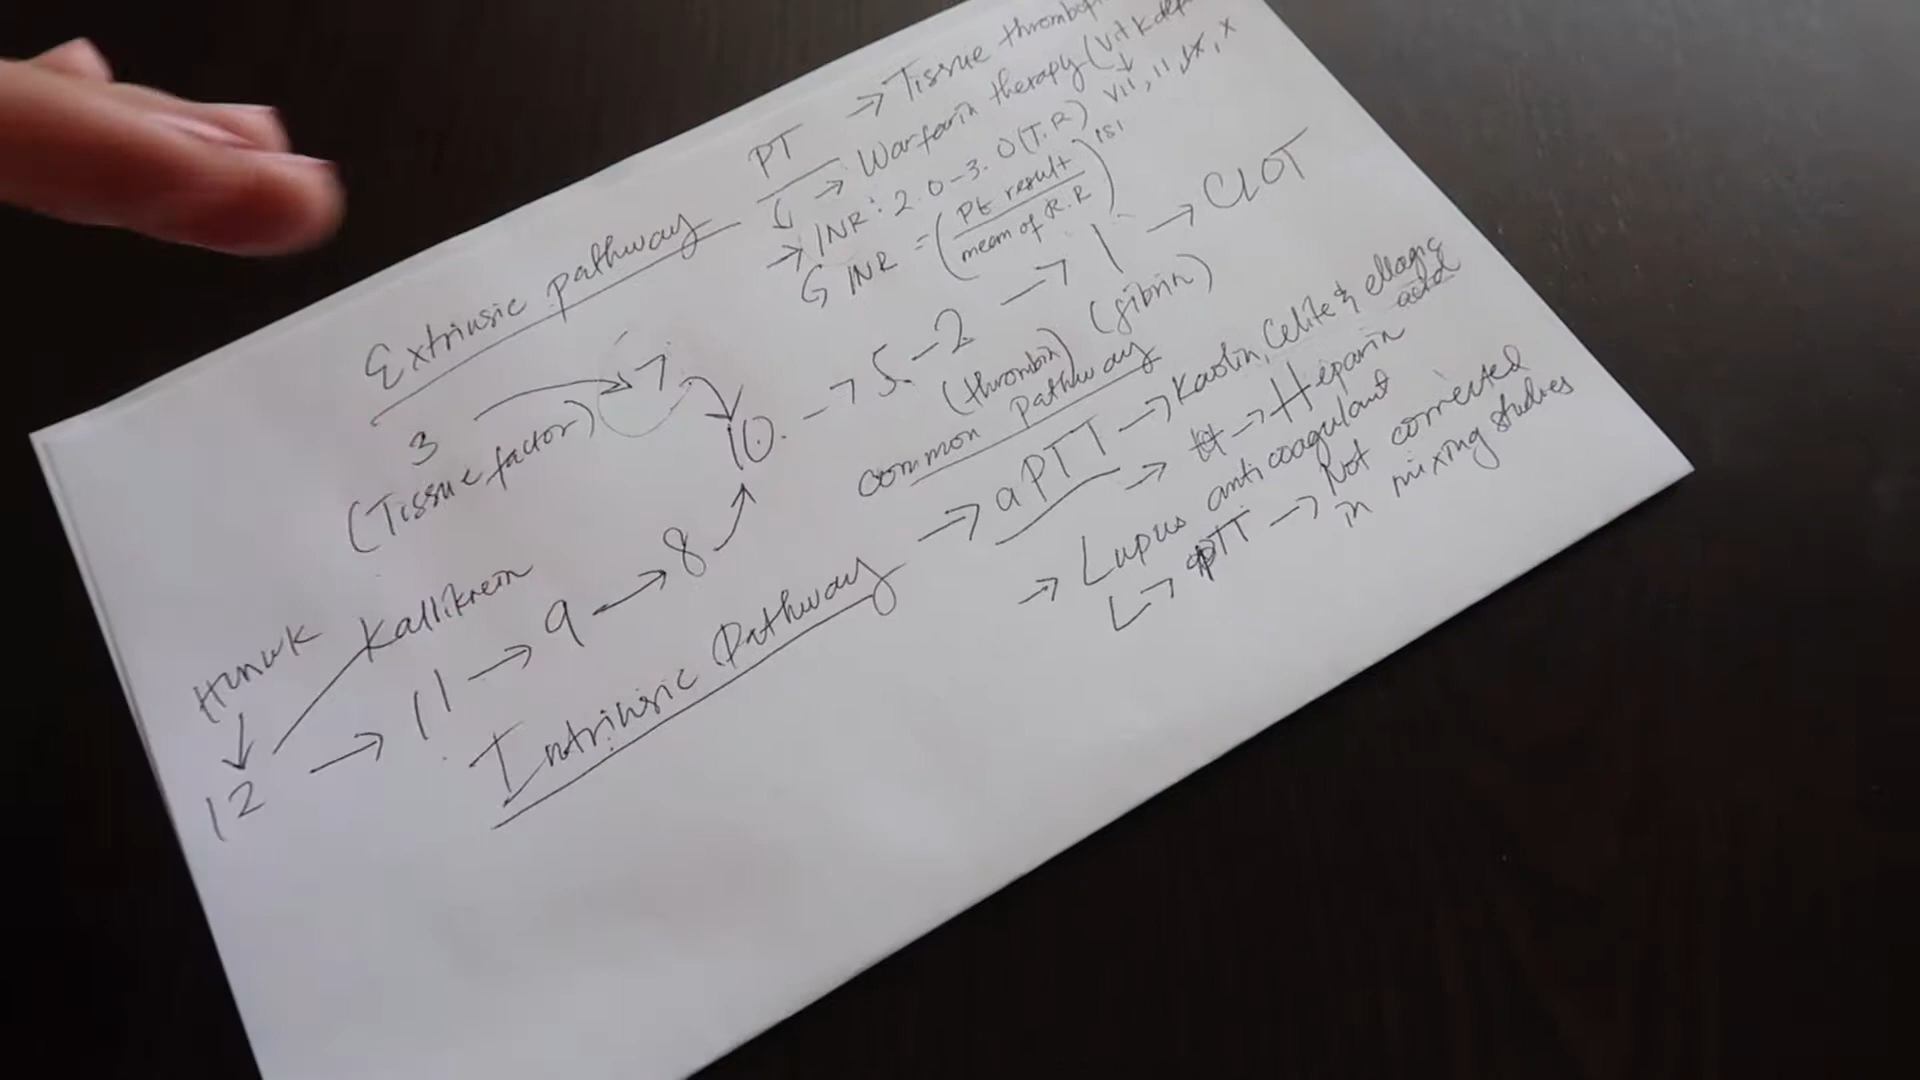 Extrinsic pathway
PT → Tissue
→ Warfarin therapy (Vit K dep
VII, II, IX, X
→ INR: 2.0-3.0 (T.R)
G INR = (Pt result / mean of R.R) ISI
3 → 7
(Tissue factor)
10 → 5-2 → 1 → CLOT
(thrombin) (fibrin)
Common Pathway
HMWK Kallikrein
12 → 11 → 9 → 8
Intrinsic Pathway → aPTT → Kaolin, Celite & ellagic acid
→ Heparin
→ Lupus anticoagulant
PTT → Not corrected
in mixing studies